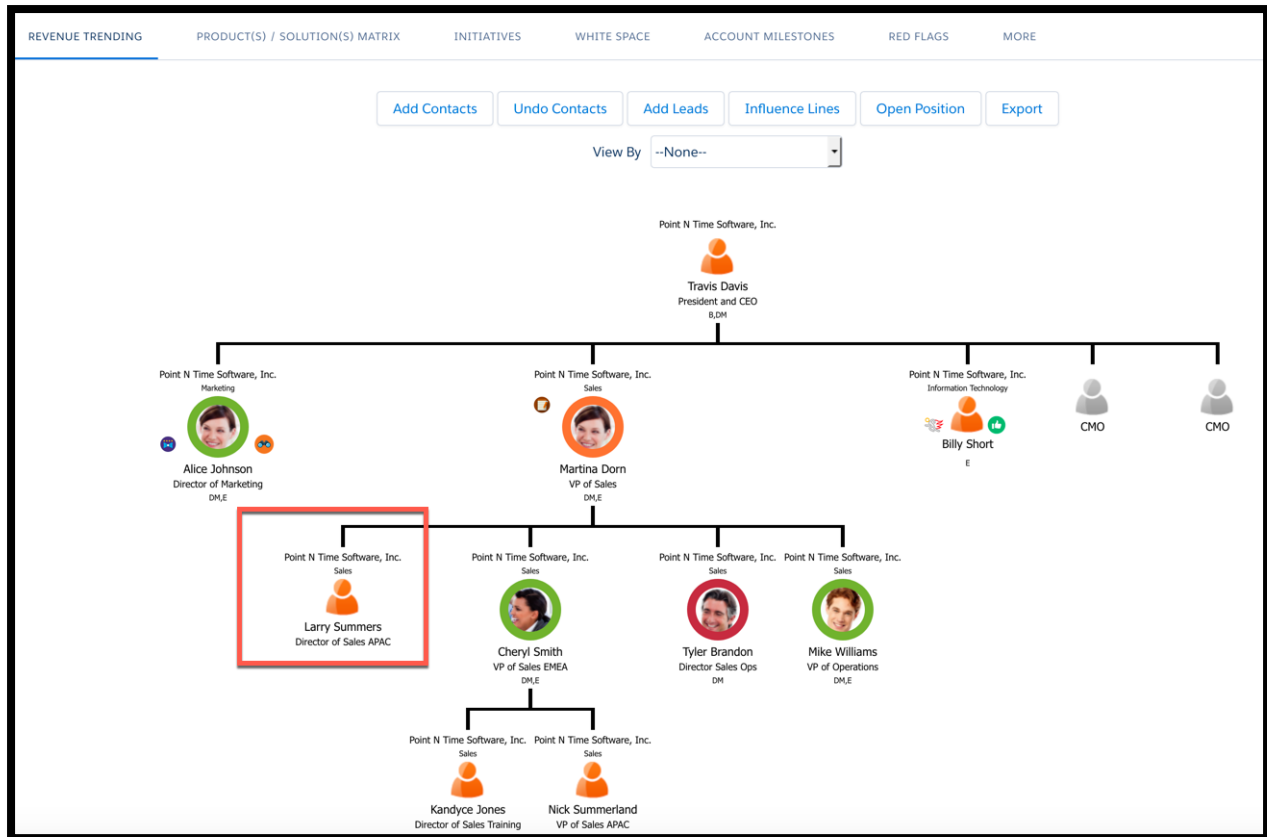 REVENUE TRENDING PRODUCT(S) / SOLUTION(S) MATRIX INITIATIVES WHITE SPACE ACCOUNT MILESTONES RED FLAGS MORE
Add Contacts Undo Contacts Add Leads Influence Lines Open Position Export
View By --None--
Point N Time Software, Inc.
Travis Davis
President and CEO
B,DM
Point N Time Software, Inc.
Marketing
Alice Johnson
Director of Marketing
DM,E
Point N Time Software, Inc.
Sales
Martina Dorn
VP of Sales
DM,E
Point N Time Software, Inc.
Information Technology
Billy Short
E
CMO
CMO
Point N Time Software, Inc.
Sales
Larry Summers
Director of Sales APAC
Point N Time Software, Inc.
Sales
Cheryl Smith
VP of Sales EMEA
DM,E
Point N Time Software, Inc.
Sales
Tyler Brandon
Director Sales Ops
DM
Point N Time Software, Inc.
Sales
Mike Williams
VP of Operations
DM,E
Point N Time Software, Inc.
Sales
Kandyce Jones
Director of Sales Training
Point N Time Software, Inc.
Sales
Nick Summerland
VP of Sales APAC